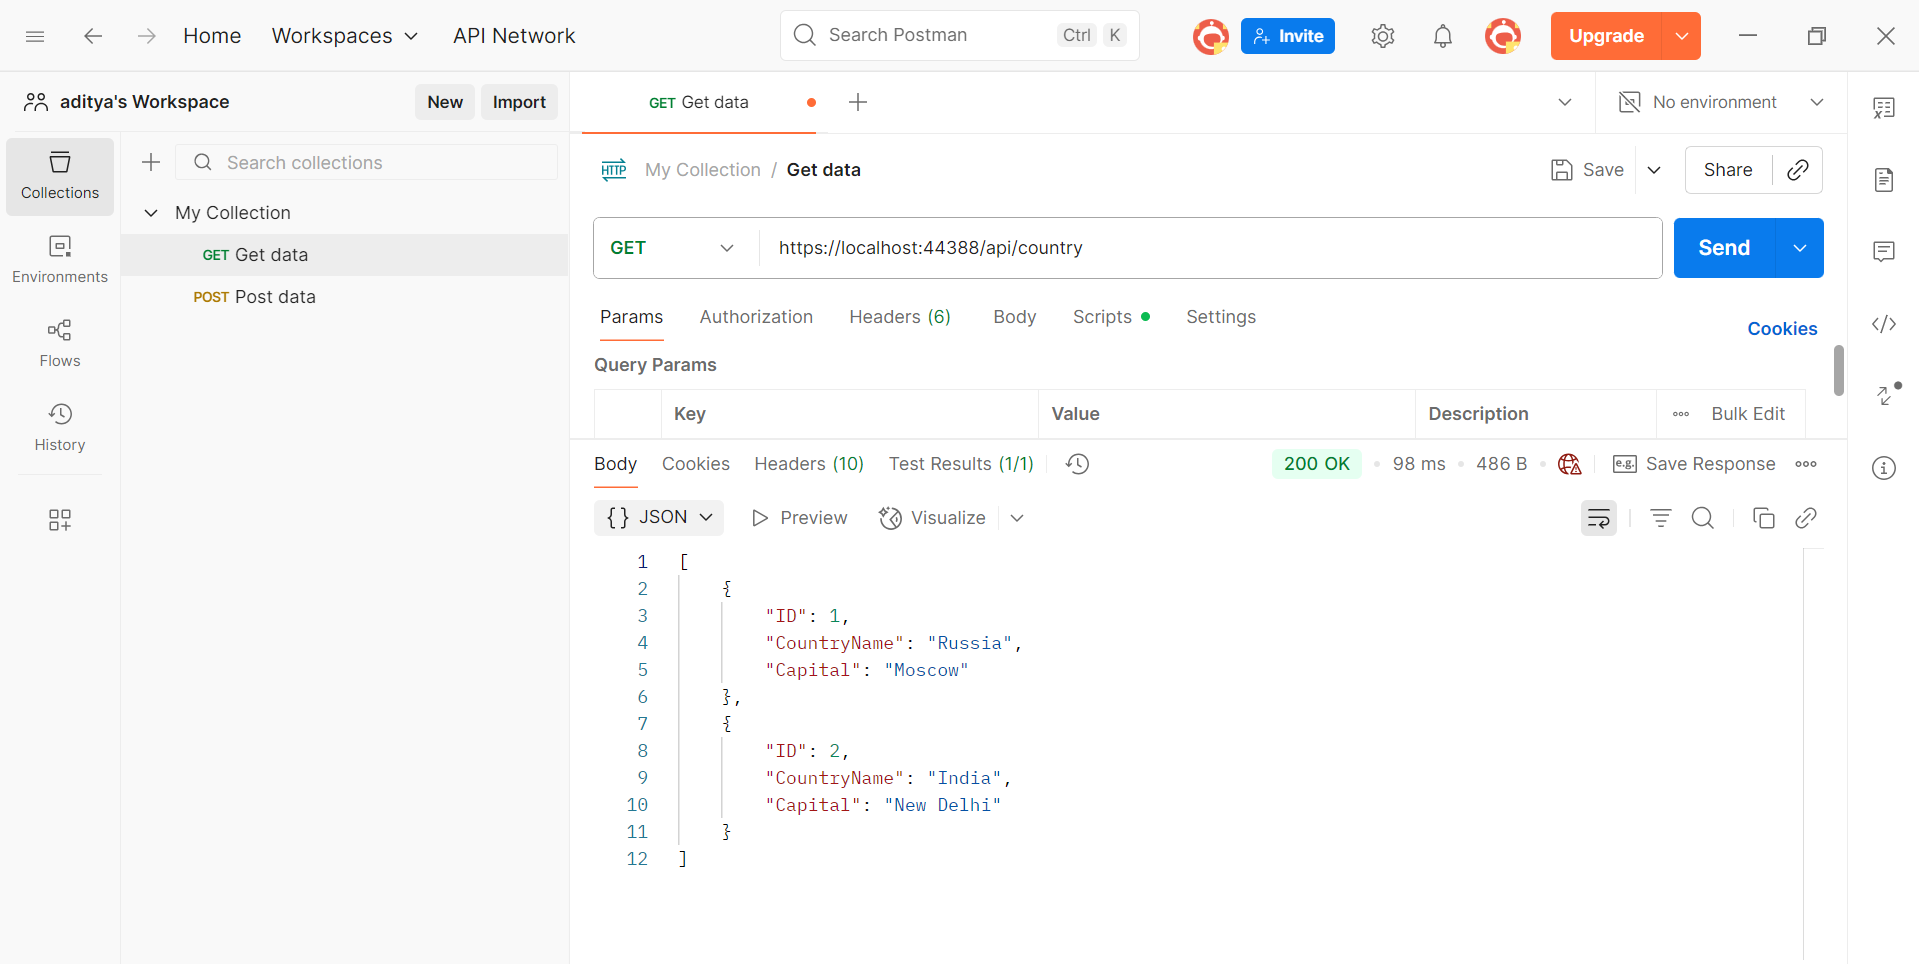 Home Workspaces API Network Search Postman Ctrl K Invite Upgrade
aditya's Workspace New Import
GET Get data
No environment
Collections
Search collections
My Collection
GET Get data
POST Post data
Environments
Flows
History
HTTP My Collection / Get data Save Share
GET https://localhost:44388/api/country Send
Params Authorization Headers (6) Body Scripts Settings Cookies
Query Params
Key Value Description Bulk Edit
Body Cookies Headers (10) Test Results (1/1) 200 OK 98 ms 486 B e.g. Save Response
{} JSON Preview Visualize
1 [
2 {
3 "ID": 1,
4 "CountryName": "Russia",
5 "Capital": "Moscow"
6 },
7 {
8 "ID": 2,
9 "CountryName": "India",
10 "Capital": "New Delhi"
11 }
12 ]